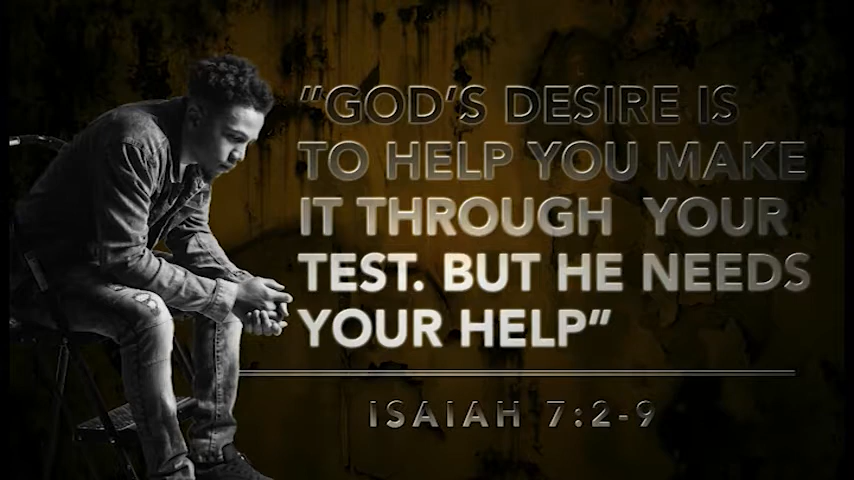 “GOD’S DESIRE IS
TO HELP YOU MAKE
IT THROUGH YOUR
TEST. BUT HE NEEDS
YOUR HELP”
ISAIAH 7:2-9